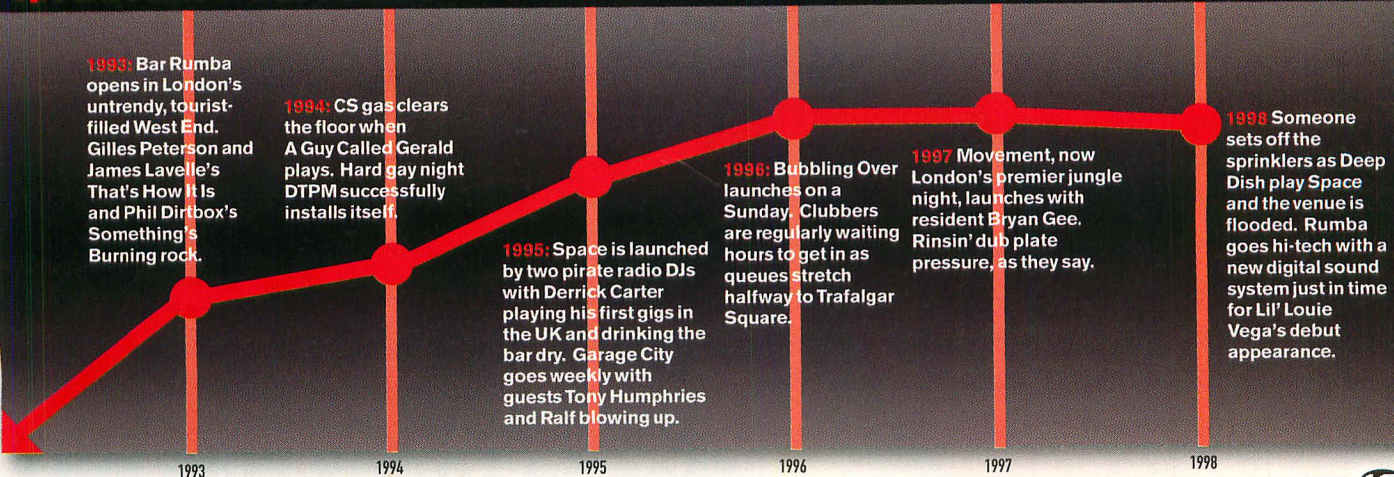 1993: Bar Rumba
opens in London's
untrendy, tourist-
filled West End.
Gilles Peterson and
James Lavelle's
That's How It Is
and Phil Dirtbox's
Something's
Burning rock.
1994: CS gas clears
the floor when
A Guy Called Gerald
plays. Hard gay night
DTPM successfully
installs itself.
1995: Space is launched
by two pirate radio DJs
with Derrick Carter
playing his first gigs in
the UK and drinking the
bar dry. Garage City
goes weekly with
guests Tony Humphries
and Ralf blowing up.
1996: Bubbling Over
launches on a
Sunday. Clubbers
are regularly waiting
hours to get in as
queues stretch
halfway to Trafalgar
Square.
1997 Movement, now
London's premier jungle
night, launches with
resident Bryan Gee.
Rinsin' dub plate
pressure, as they say.
1998 Someone
sets off the
sprinklers as Deep
Dish play Space
and the venue is
flooded. Rumba
goes hi-tech with a
new digital sound
system just in time
for Lil' Louie
Vega's debut
appearance.
1993
1994
1995
1996
1997
1998